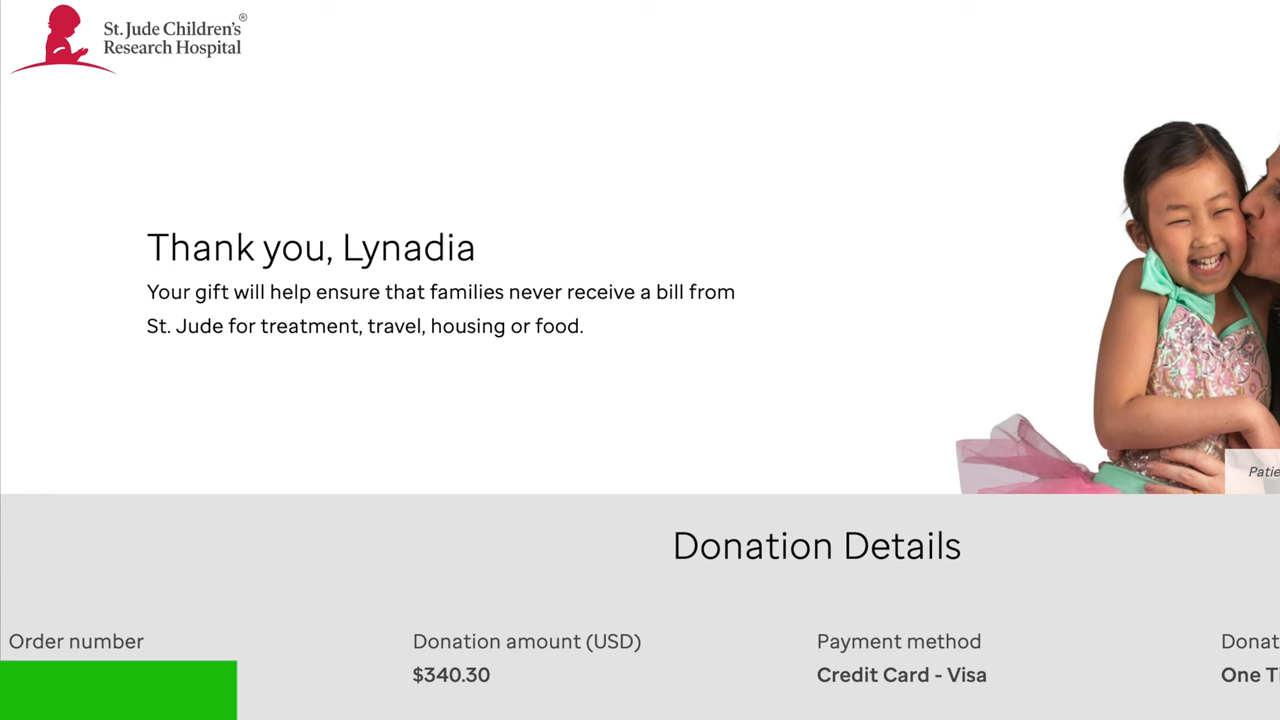 St. Jude Children's®
Research Hospital
Thank you, Lynadia
Your gift will help ensure that families never receive a bill from
St. Jude for treatment, travel, housing or food.
Donation Details
Order number
Donation amount (USD)
$340.30
Payment method
Credit Card - Visa
One